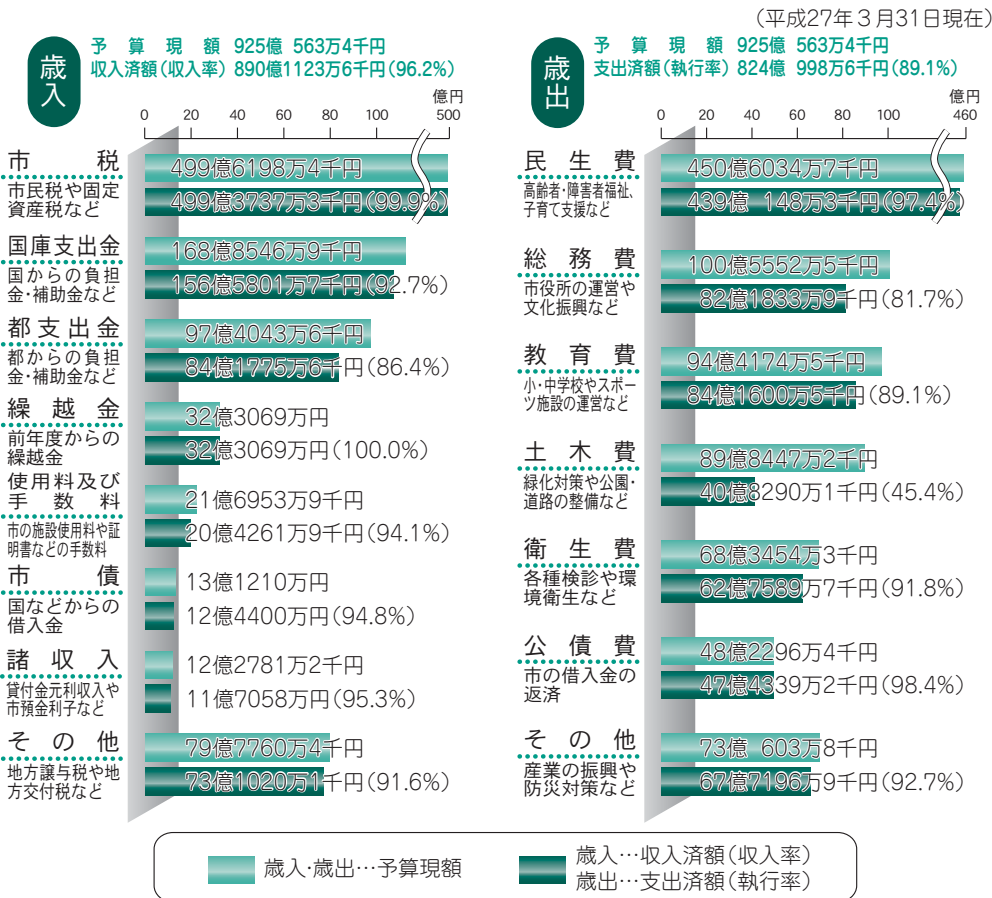 (平成27年3月31日現在)
歳入
予算現額 925億 563万4千円
収入済額(収入率) 890億1123万6千円(96.2%)
億円
0 20 40 60 80 100 500
市税
市民税や固定
資産税など
499億6198万4千円
499億3737万3千円(99.9%)
国庫支出金
国からの負担
金・補助金など
168億8546万9千円
156億5801万7千円(92.7%)
都支出金
都からの負担
金・補助金など
97億4043万6千円
84億1775万6千円(86.4%)
繰越金
前年度からの
繰越金
32億3069万円
32億3069万円(100.0%)
使用料及び
手数料
市の施設使用料や証
明書などの手数料
21億6953万9千円
20億4261万9千円(94.1%)
市債
国などからの
借入金
13億1210万円
12億4400万円(94.8%)
諸収入
貸付金元利収入や
市預金利子など
12億2781万2千円
11億7058万円(95.3%)
その他
地方譲与税や地
方交付税など
79億7760万4千円
73億1020万1千円(91.6%)
歳出
予算現額 925億 563万4千円
支出済額(執行率) 824億 998万6千円(89.1%)
億円
0 20 40 60 80 100 460
民生費
高齢者・障害者福祉、
子育て支援など
450億6034万7千円
439億 148万3千円(97.4%)
総務費
市役所の運営や
文化振興など
100億5552万5千円
82億1833万9千円(81.7%)
教育費
小・中学校やスポー
ツ施設の運営など
94億4174万5千円
84億1600万5千円(89.1%)
土木費
緑化対策や公園・
道路の整備など
89億8447万2千円
40億8290万1千円(45.4%)
衛生費
各種検診や環
境衛生など
68億3454万3千円
62億7589万7千円(91.8%)
公債費
市の借入金の
返済
48億2296万4千円
47億4339万2千円(98.4%)
その他
産業の振興や
防災対策など
73億 603万8千円
67億7196万9千円(92.7%)
歳入・歳出…予算現額
歳入…収入済額(収入率)
歳出…支出済額(執行率)